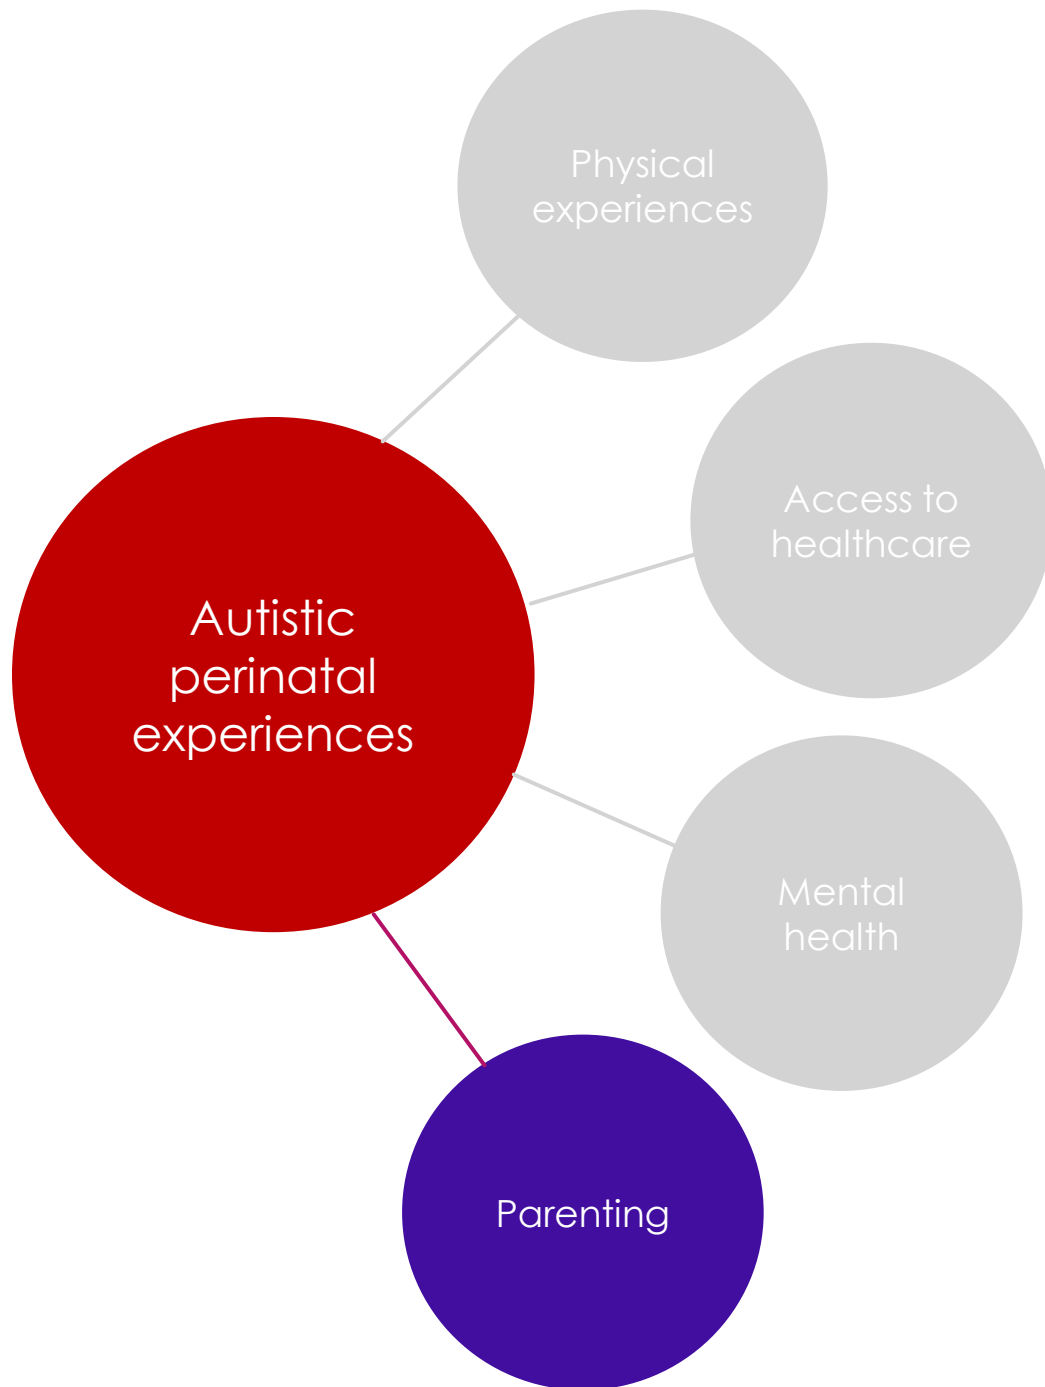 Physical
experiences
Access to
healthcare
Autistic
perinatal
experiences
Mental
health
Parenting